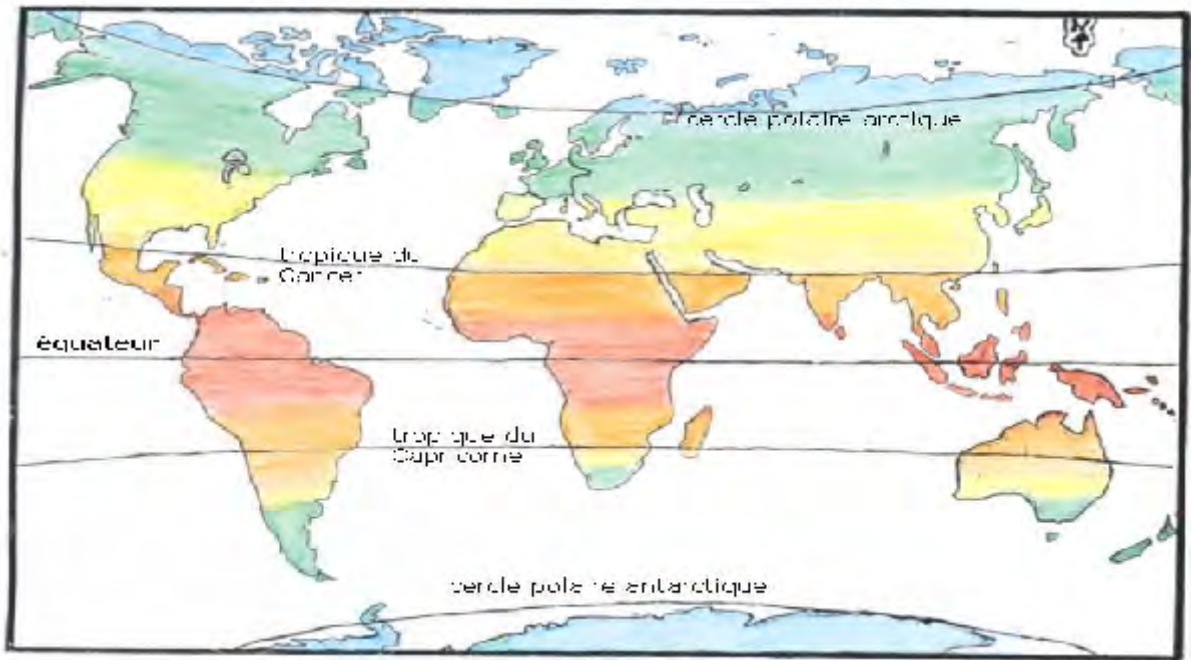 cercle polaire arctique
tropique du
Cancer
équateur
tropique du
Capricorne
cercle polaire antarctique